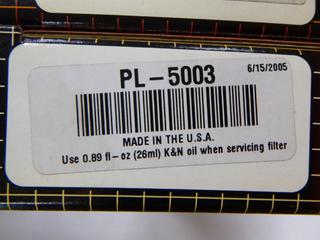 PL-5003
6/15/2005
MADE IN THE U.S.A.
Use 0.89 fl-oz (26ml) K&N oil when servicing filter